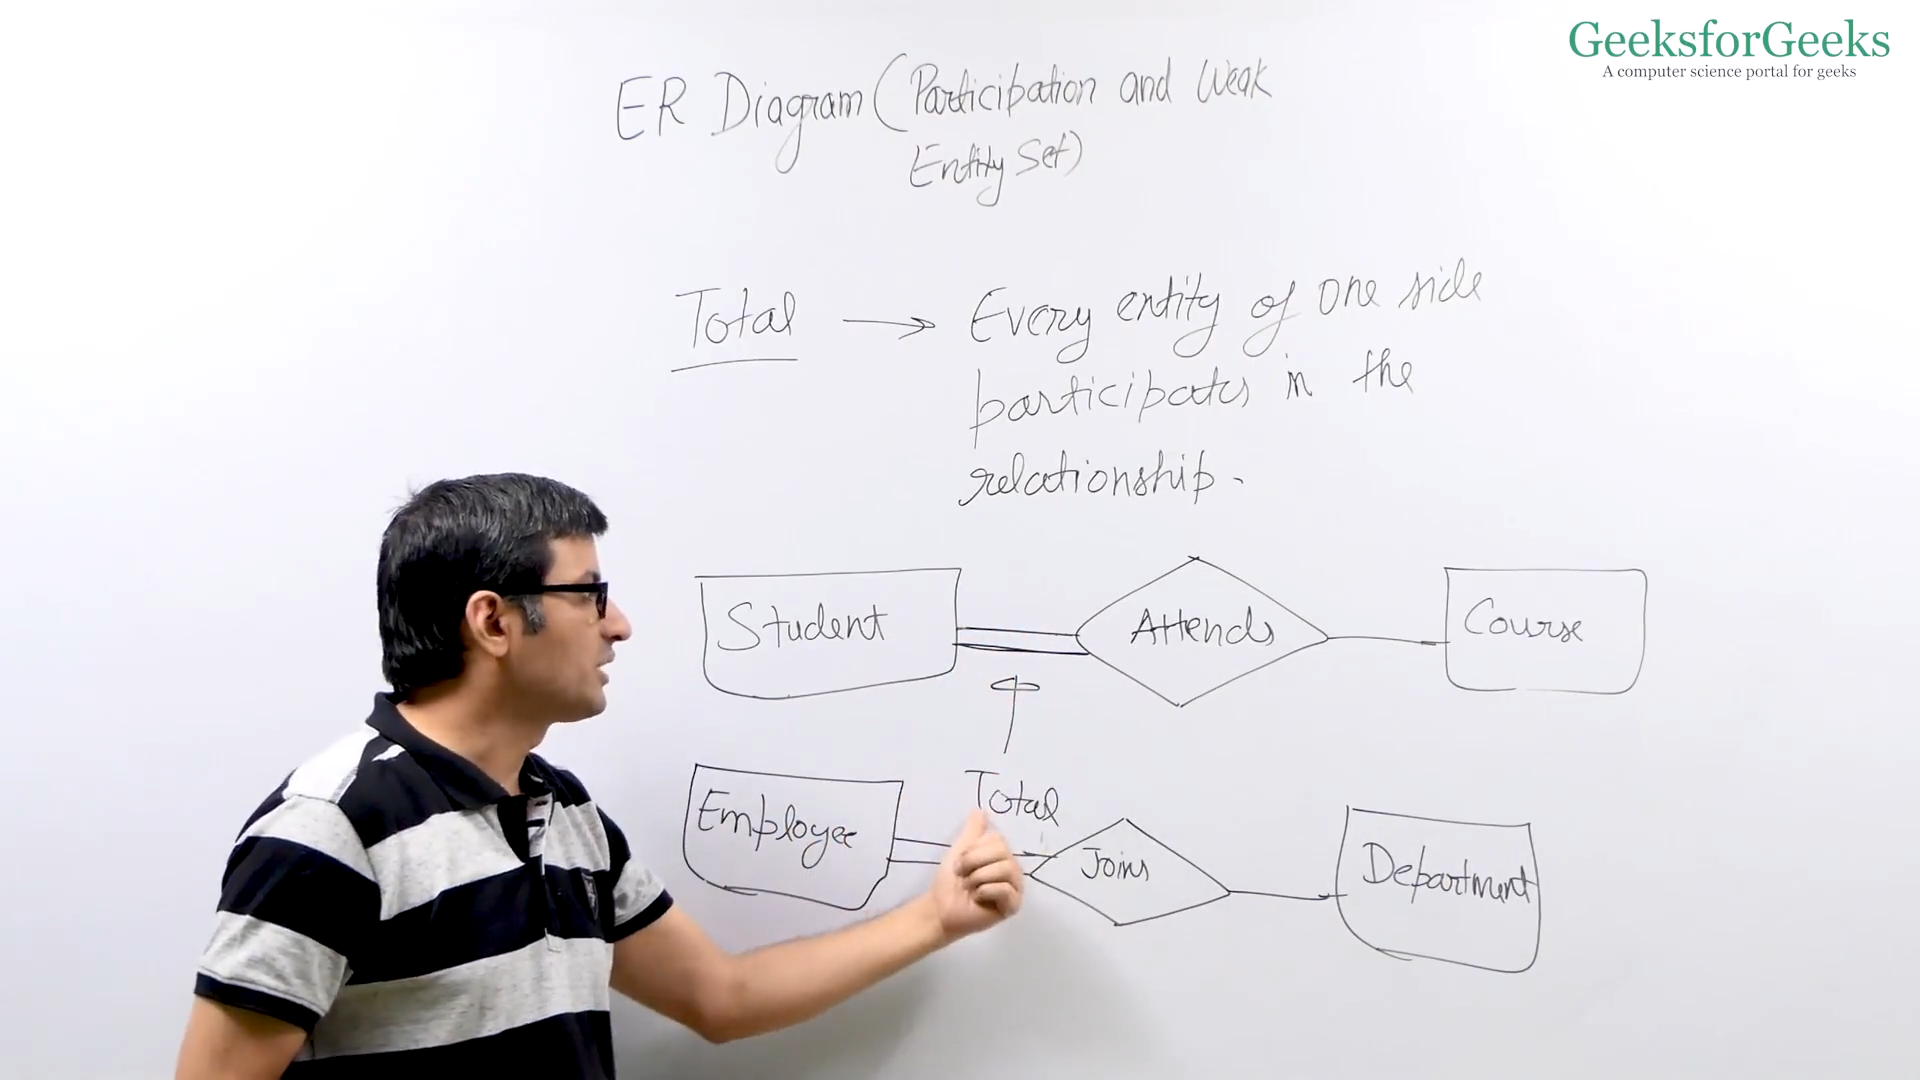 GeeksforGeeks
A computer science portal for geeks
ER Diagram (Participation and Weak
Entity Set)
Total → Every entity of one side
participates in the
relationship.
Student Attends Course
Total
Employee Joins Department